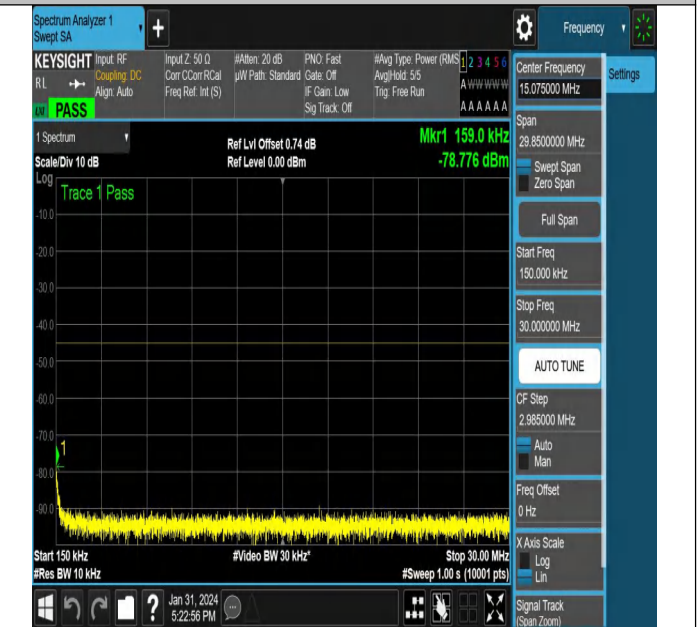 Spectrum Analyzer 1
Swept SA
+
Frequency
KEYSIGHT
RL
PASS
Input: RF
Coupling: DC
Align: Auto
Input Z: 50 Ω
Corr CCorr RCal
Freq Ref: Int (S)
#Atten: 20 dB
µW Path: Standard
PNO: Fast
Gate: Off
IF Gain: Low
Sig Track: Off
#Avg Type: Power (RMS
Avg|Hold: 5/5
Trig: Free Run
1 2 3 4 5 6
A W W W W W
A A A A A A
1 Spectrum
Scale/Div 10 dB
Ref Lvl Offset 0.74 dB
Ref Level 0.00 dBm
Mkr1 159.0 kHz
-78.776 dBm
Log
Trace 1 Pass
-10.0
-20.0
-30.0
-40.0
-50.0
-60.0
-70.0
1
-80.0
-90.0
Start 150 kHz
#Video BW 30 kHz*
Stop 30.00 MHz
#Res BW 10 kHz
#Sweep 1.00 s (10001 pts)
?
Jan 31, 2024
5:22:56 PM
Center Frequency
15.075000 MHz
Settings
Span
29.8500000 MHz
Swept Span
Zero Span
Full Span
Start Freq
150.000 kHz
Stop Freq
30.000000 MHz
AUTO TUNE
CF Step
2.985000 MHz
Auto
Man
Freq Offset
0 Hz
X Axis Scale
Log
Lin
Signal Track
(Span Zoom)